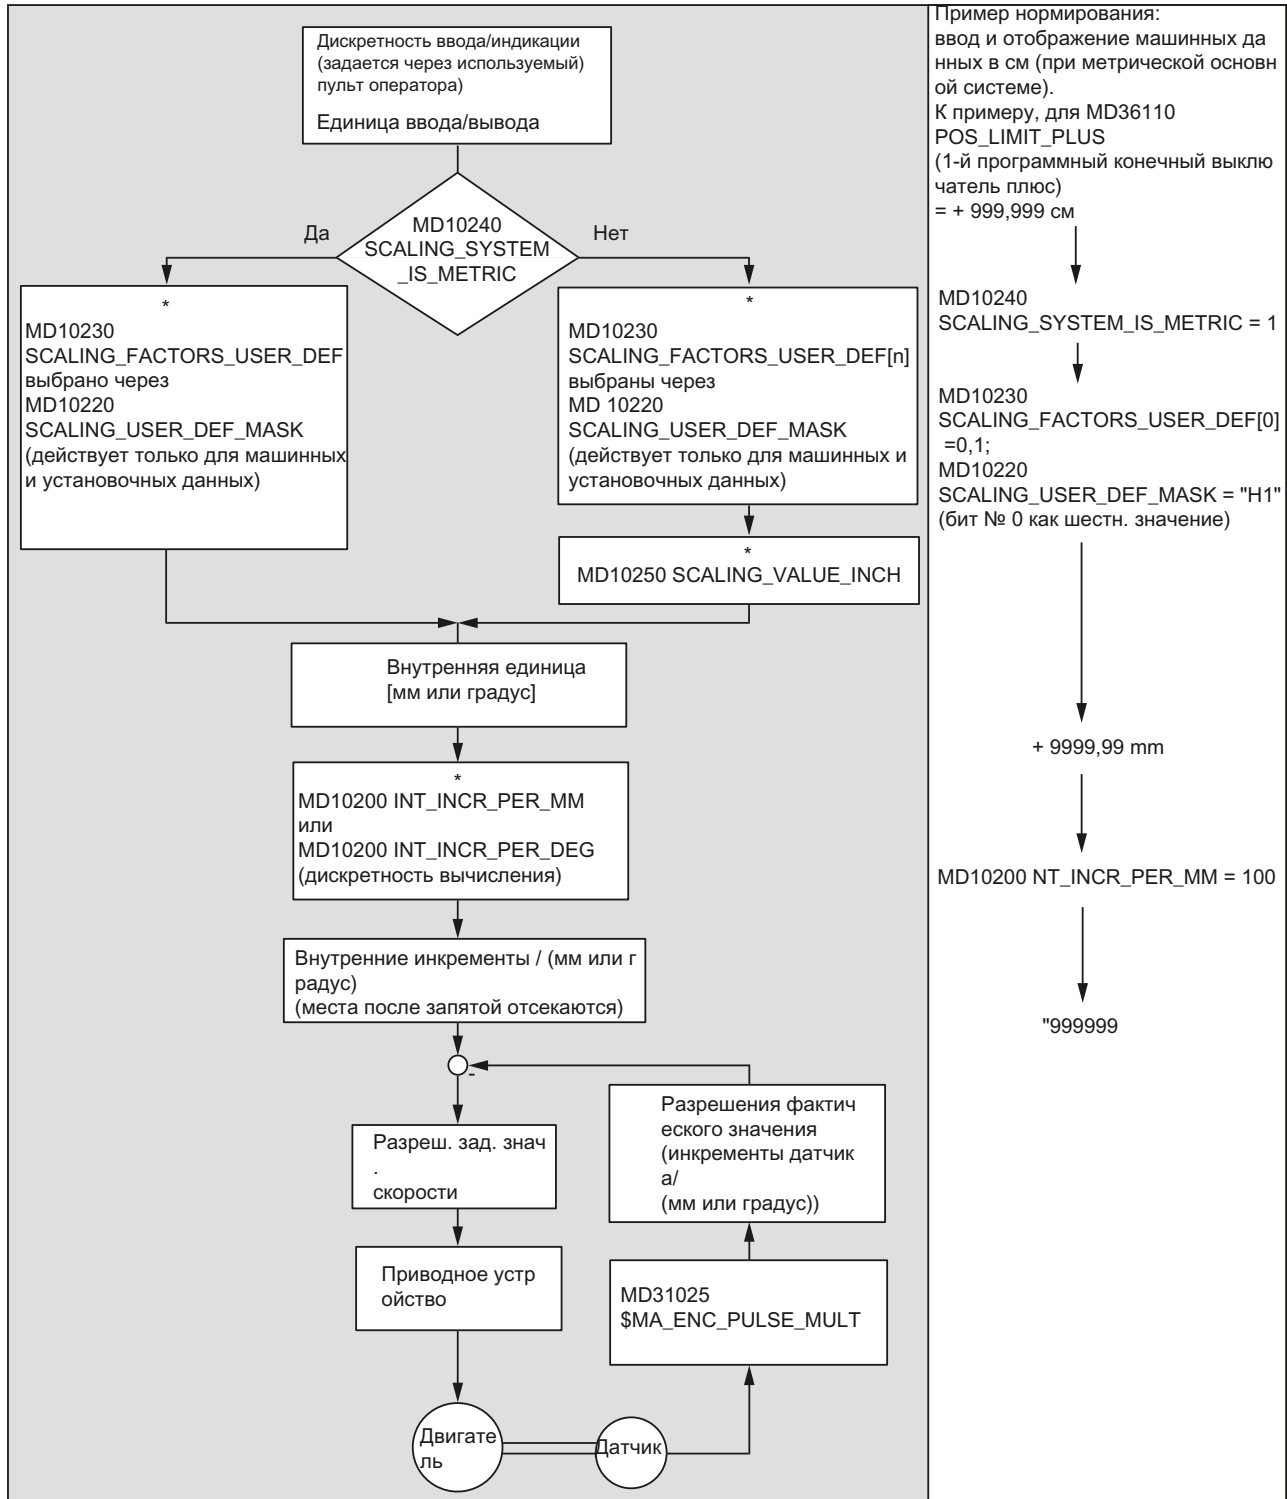 Дискретность ввода/индикации
(задается через используемый)
пульт оператора)
Единица ввода/вывода
MD10240
SCALING_SYSTEM
_IS_METRIC
Да
Нет
*
MD10230
SCALING_FACTORS_USER_DEF
выбрано через
MD10220
SCALING_USER_DEF_MASK
(действует только для машинных
и установочных данных)
*
MD10230
SCALING_FACTORS_USER_DEF[n]
выбраны через
MD 10220
SCALING_USER_DEF_MASK
(действует только для машинных и
установочных данных)
*
MD10250 SCALING_VALUE_INCH
Внутренняя единица
[мм или градус]
*
MD10200 INT_INCR_PER_MM
или
MD10200 INT_INCR_PER_DEG
(дискретность вычисления)
Внутренние инкременты / (мм или г
радус)
(места после запятой отсекаются)
-
Разреш. зад. знач
.
скорости
Приводное устр
ойство
Двигате
ль
Датчик
MD31025
$MA_ENC_PULSE_MULT
Разрешения фактич
еского значения
(инкременты датчик
а/
(мм или градус))
Пример нормирования:
ввод и отображение машинных да
нных в см (при метрической основн
ой системе).
К примеру, для MD36110
POS_LIMIT_PLUS
(1-й программный конечный выклю
чатель плюс)
= + 999,999 см
MD10240
SCALING_SYSTEM_IS_METRIC = 1
MD10230
SCALING_FACTORS_USER_DEF[0]
=0,1;
MD10220
SCALING_USER_DEF_MASK = "H1"
(бит № 0 как шестн. значение)
+ 9999,99 mm
MD10200 NT_INCR_PER_MM = 100
"999999